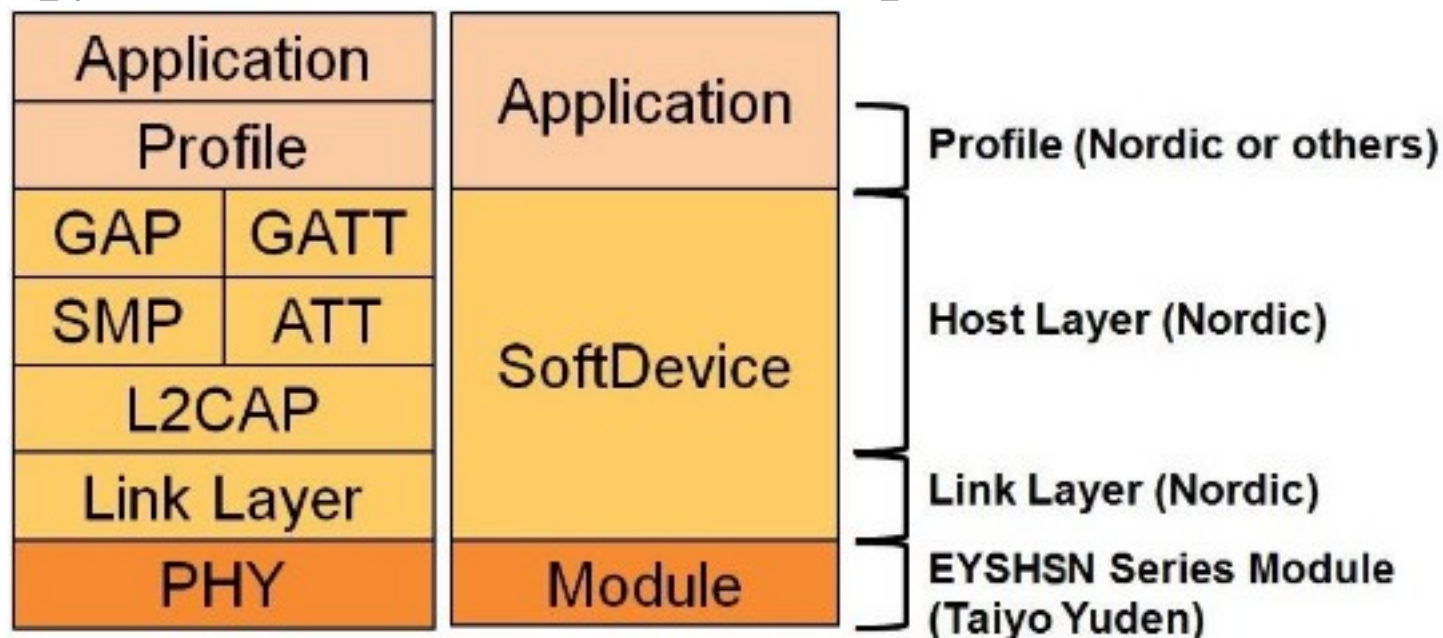 Application
Profile
GAP GATT
SMP ATT
L2CAP
Link Layer
PHY
Application
SoftDevice
Module
Profile (Nordic or others)
Host Layer (Nordic)
Link Layer (Nordic)
EYSHSN Series Module
(Taiyo Yuden)